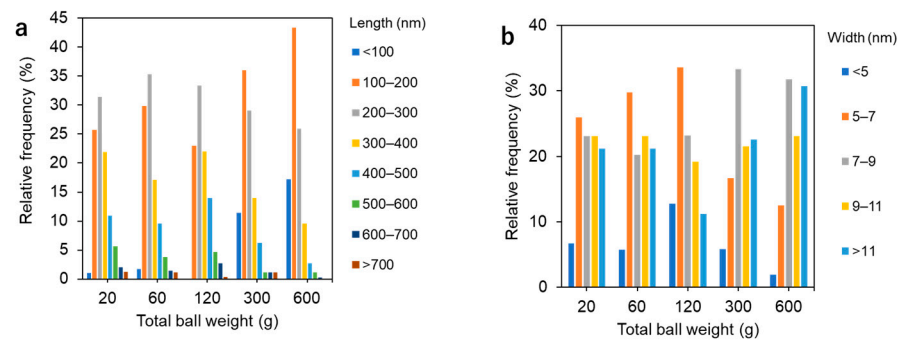 a
Relative frequency (%)
45
40
35
30
25
20
15
10
5
0
20 60 120 300 600
Total ball weight (g)
Length (nm)
<100
100–200
200–300
300–400
400–500
500–600
600–700
>700
b
Relative frequency (%)
40
30
20
10
0
20 60 120 300 600
Total ball weight (g)
Width (nm)
<5
5–7
7–9
9–11
>11